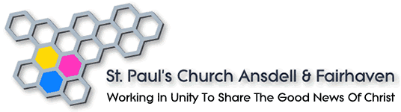 St. Paul's Church Ansdell & Fairhaven
Working In Unity To Share The Good News Of Christ